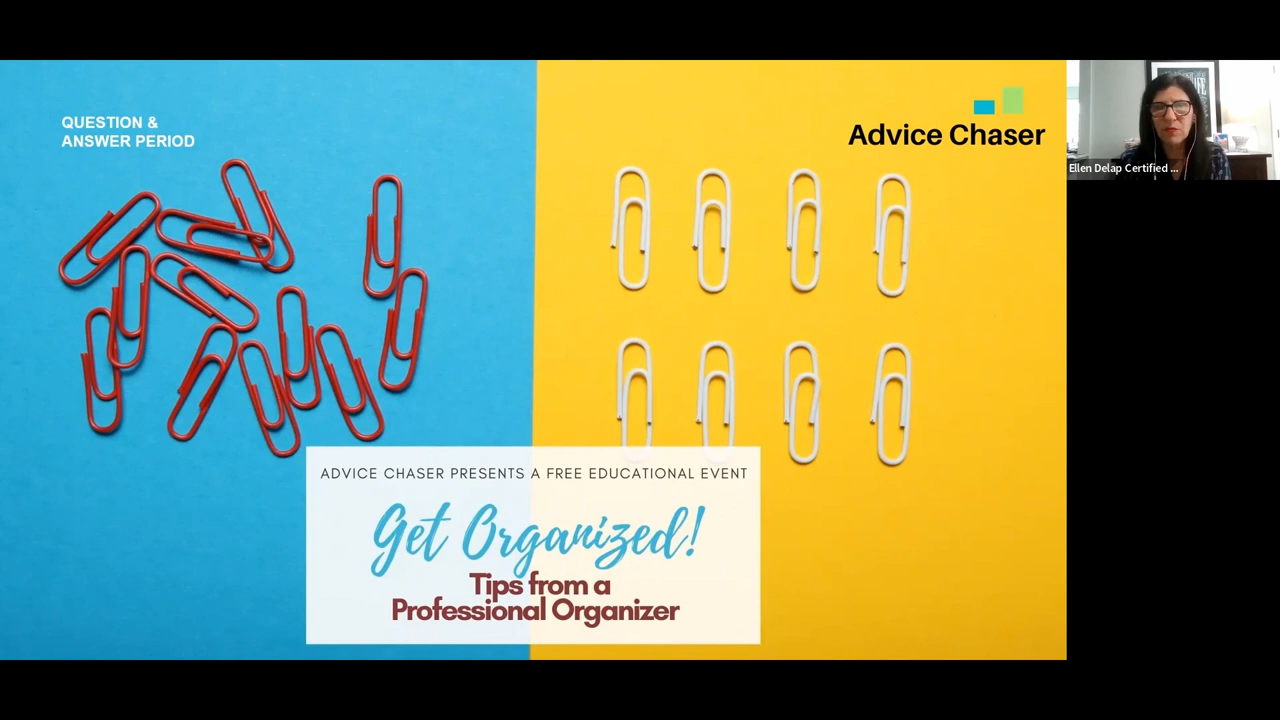 QUESTION &
ANSWER PERIOD
Advice Chaser
Ellen Delap Certified ...
ADVICE CHASER PRESENTS A FREE EDUCATIONAL EVENT
Get Organized!
Tips from a
Professional Organizer